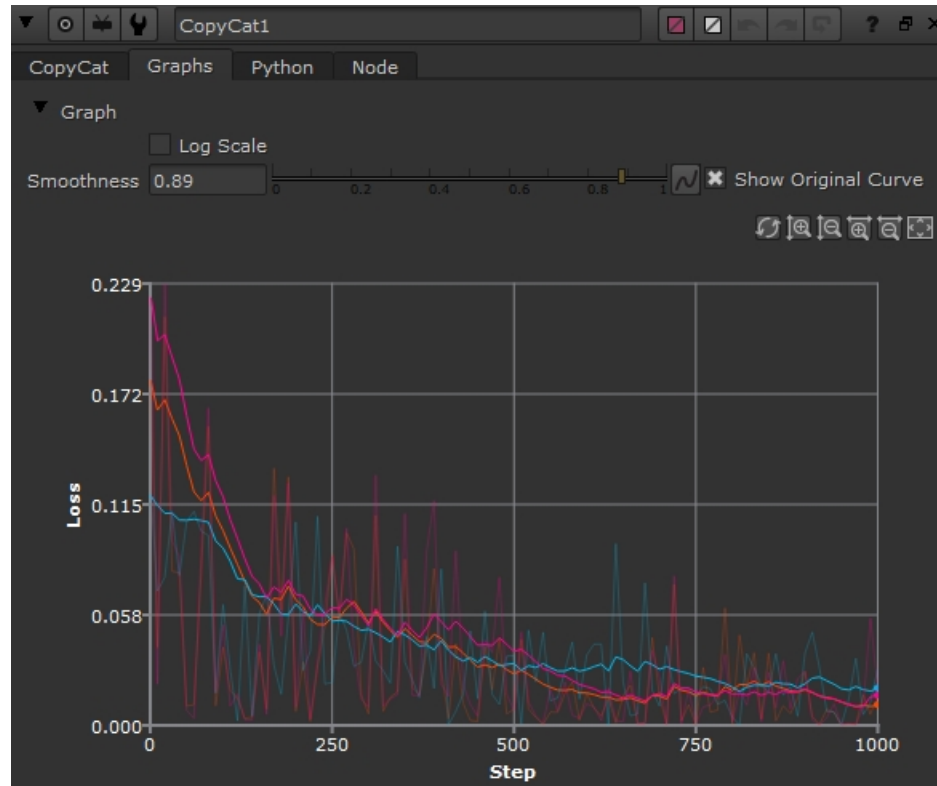 CopyCat1 ?
CopyCat Graphs Python Node
Graph
Log Scale
Smoothness 0.89 0 0.2 0.4 0.6 0.8 1 Show Original Curve
0.229
0.172
0.115
0.058
0.000
Loss
0 250 500 750 1000
Step